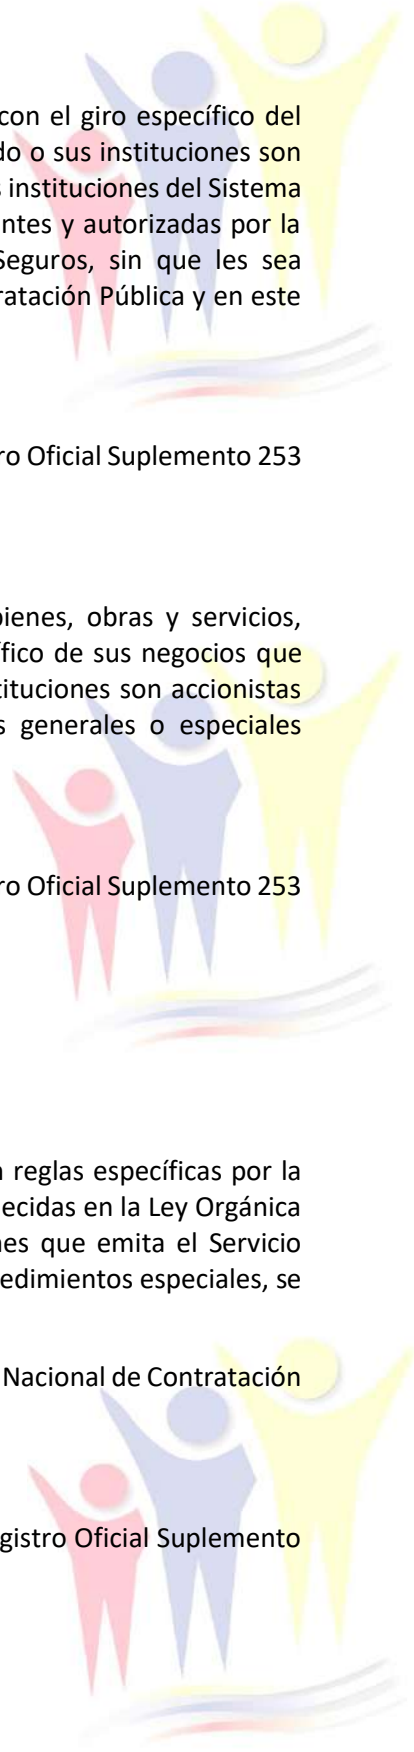 con el giro específico del
do o sus instituciones son
s instituciones del Sistema
ntes y autorizadas por la
Seguros, sin que les sea
ratación Pública y en este
ro Oficial Suplemento 253
bienes, obras y servicios,
ífico de sus negocios que
tituciones son accionistas
s generales o especiales
ro Oficial Suplemento 253
n reglas específicas por la
ecidas en la Ley Orgánica
nes que emita el Servicio
edimientos especiales, se
Nacional de Contratación
gistro Oficial Suplemento